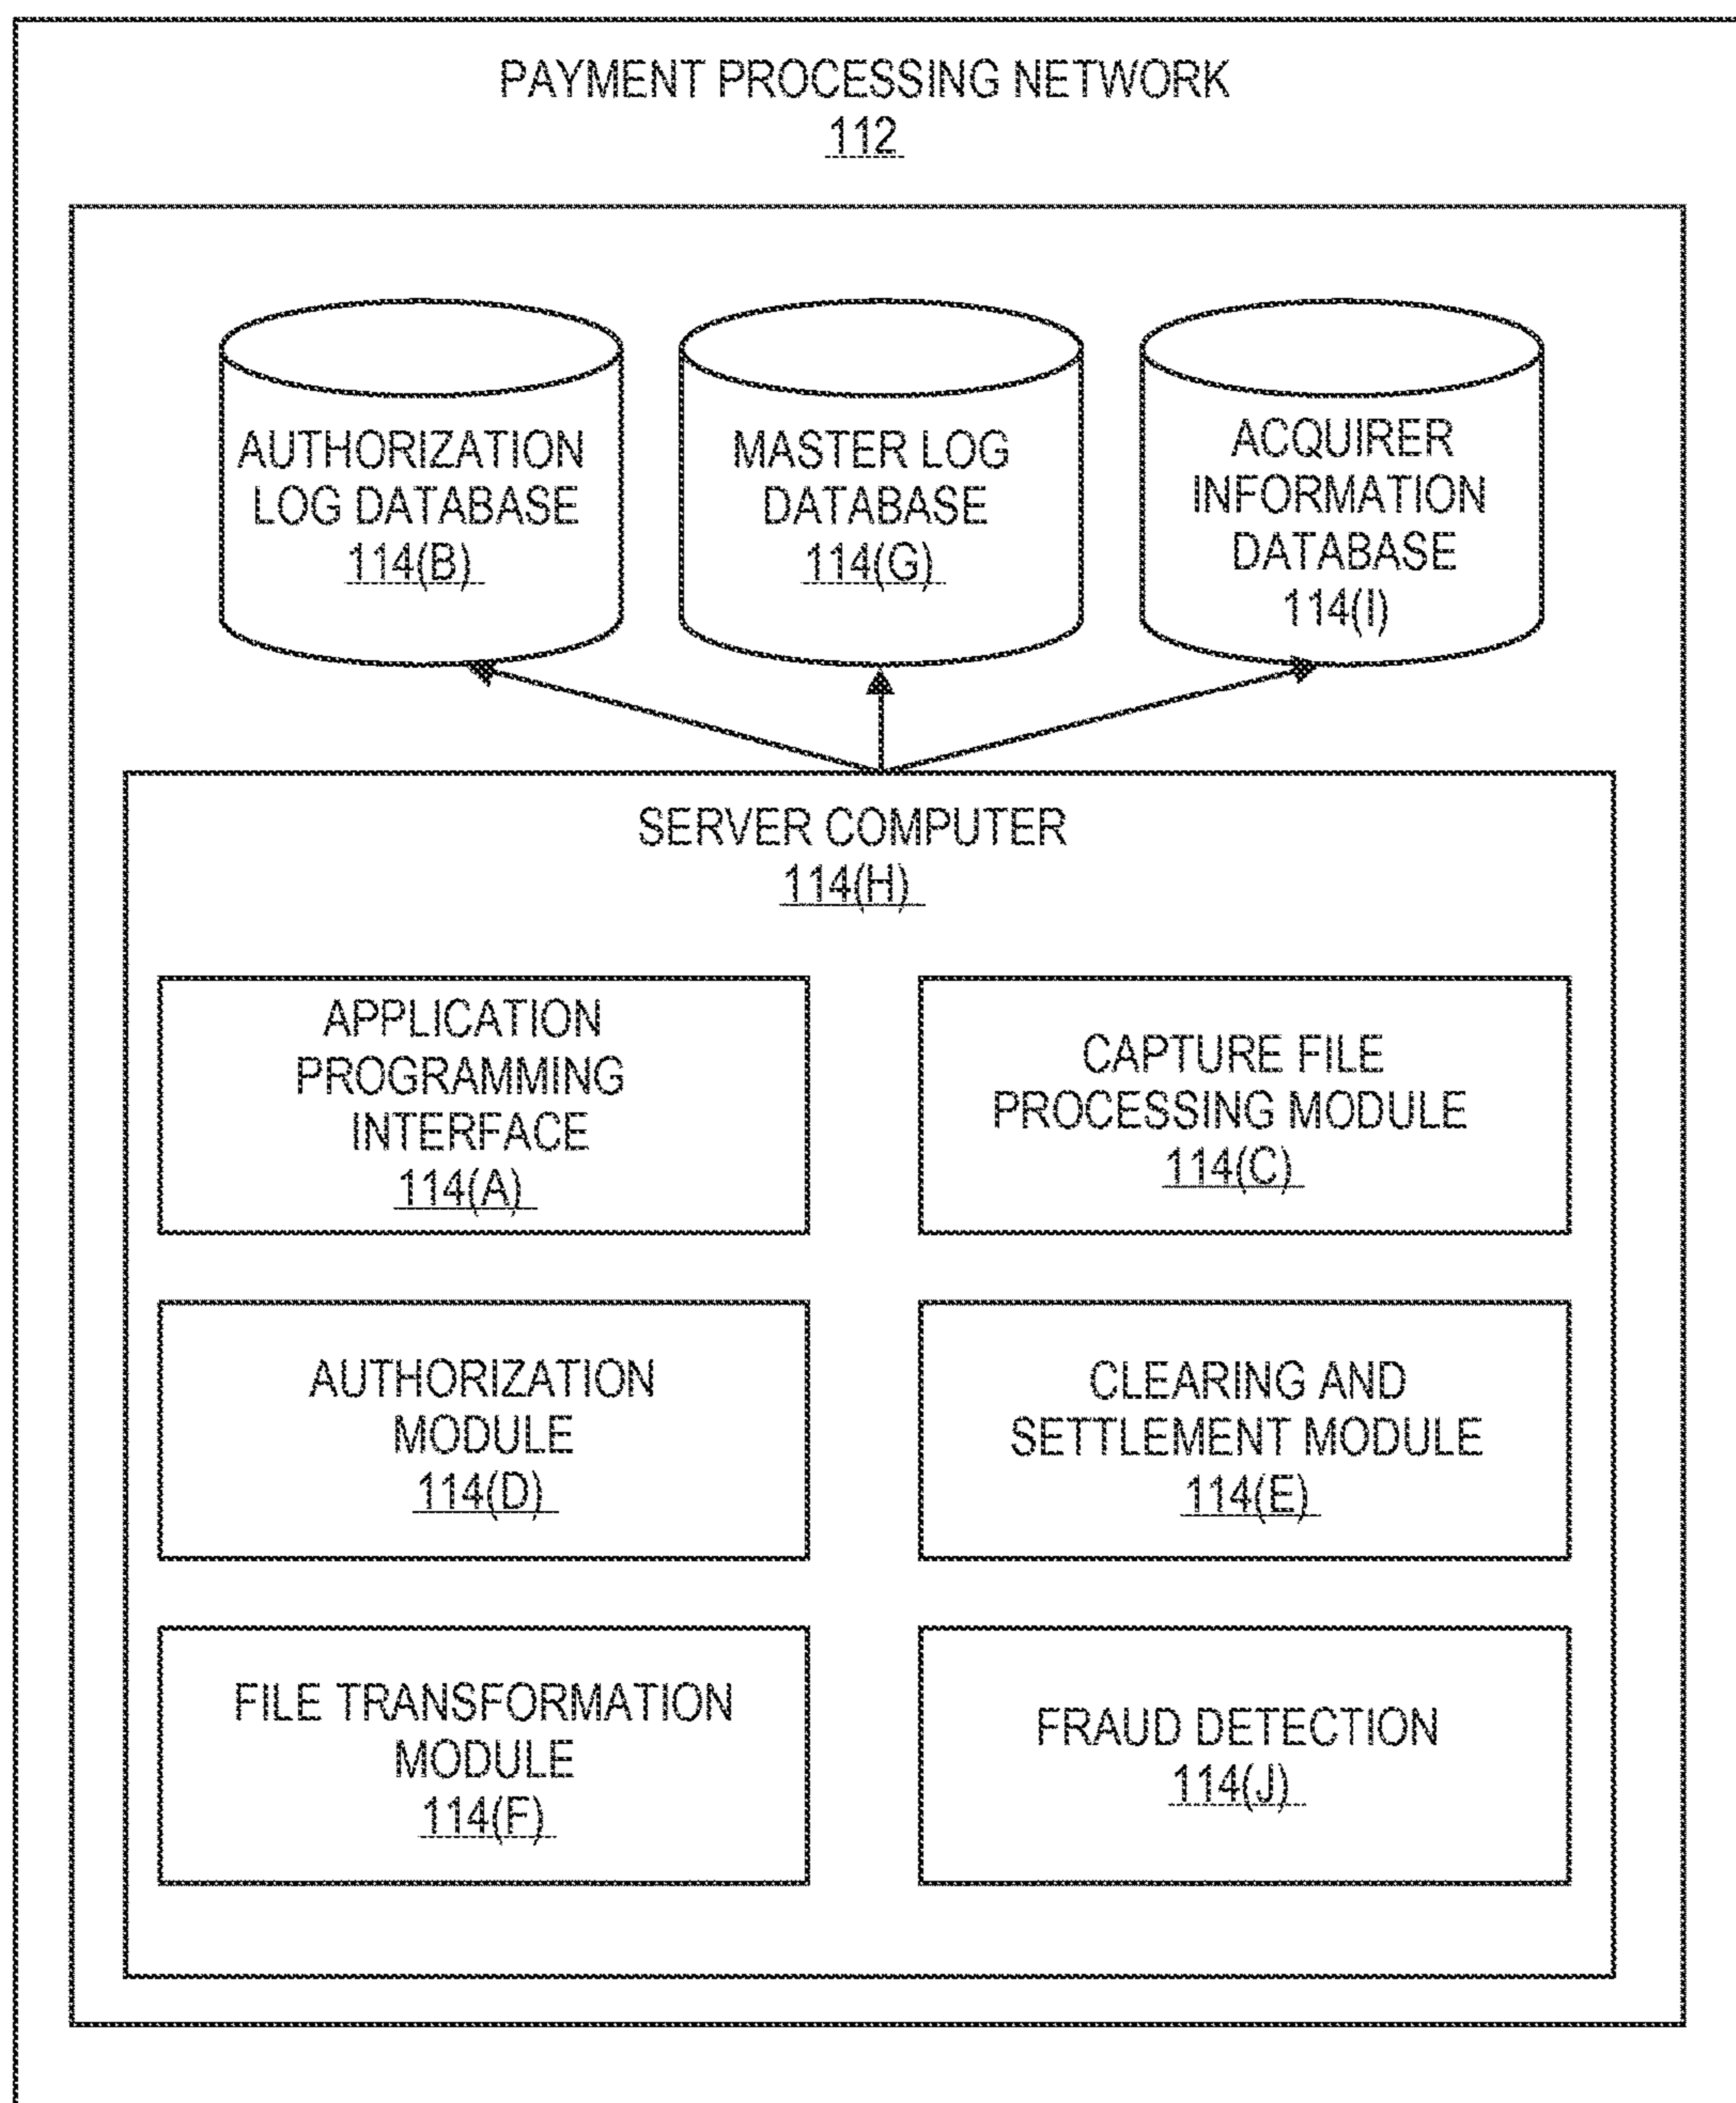 PAYMENT PROCESSING NETWORK
112
AUTHORIZATION
LOG DATABASE
114(B)
MASTER LOG
DATABASE
114(G)
ACQUIRER
INFORMATION
DATABASE
114(I)
SERVER COMPUTER
114(H)
APPLICATION
PROGRAMMING
INTERFACE
114(A)
CAPTURE FILE
PROCESSING MODULE
114(C)
AUTHORIZATION
MODULE
114(D)
CLEARING AND
SETTLEMENT MODULE
114(E)
FILE TRANSFORMATION
MODULE
114(F)
FRAUD DETECTION
114(J)